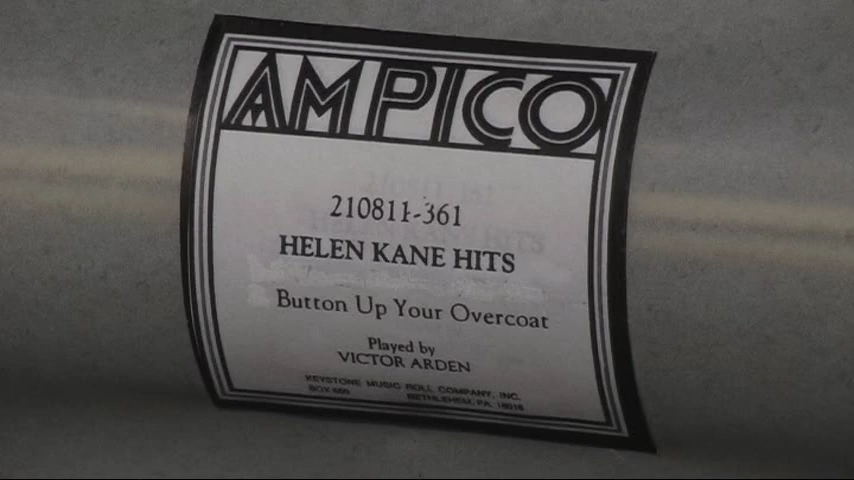 AMPICO
210811-361
HELEN KANE HITS
Button Up Your Overcoat
Played by
VICTOR ARDEN
KEYSTONE MUSIC ROLL COMPANY, INC.
BOX 650 BETHLEHEM, PA. 18016